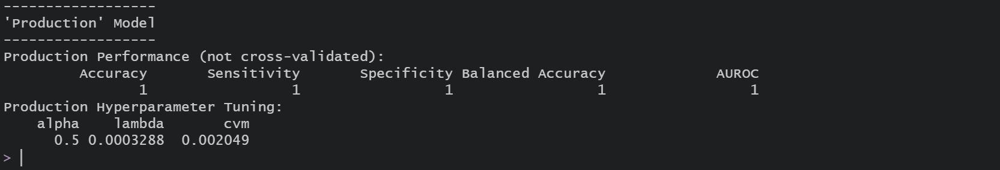 ------------------
'Production' Model
------------------
Production Performance (not cross-validated):
         Accuracy       Sensitivity       Specificity Balanced Accuracy             AUROC
                1                 1                 1                 1                 1
Production Hyperparameter Tuning:
    alpha    lambda       cvm
      0.5 0.0003288  0.002049
>